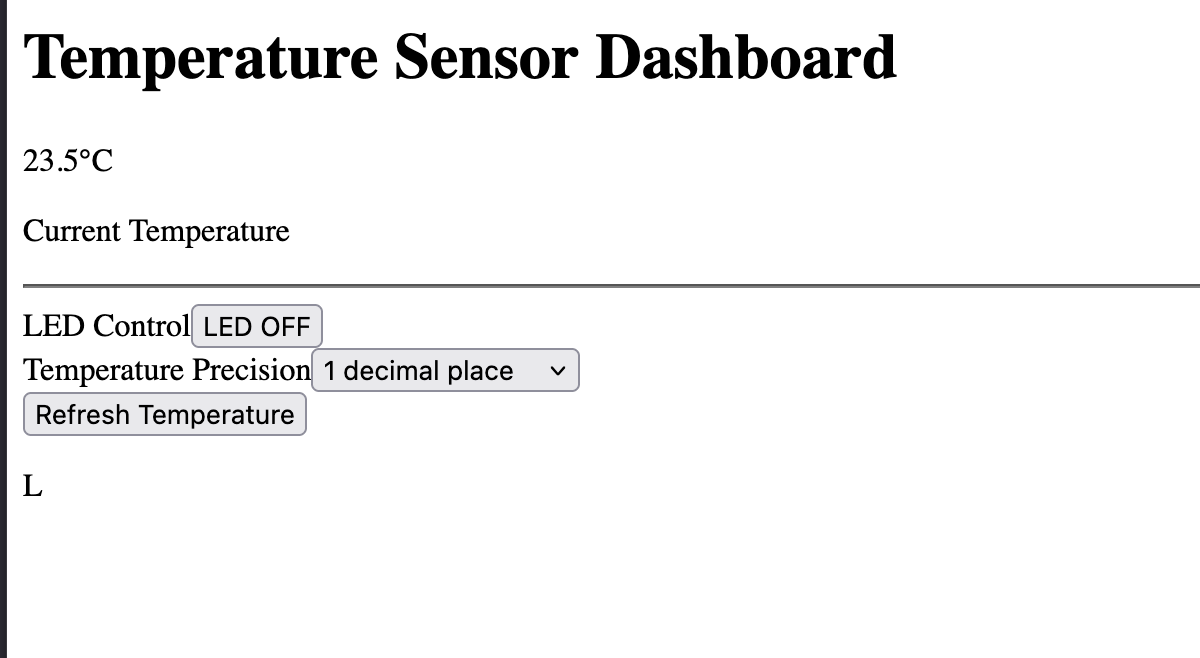 Temperature Sensor Dashboard
23.5°C
Current Temperature
LED Control LED OFF
Temperature Precision 1 decimal place
Refresh Temperature
L